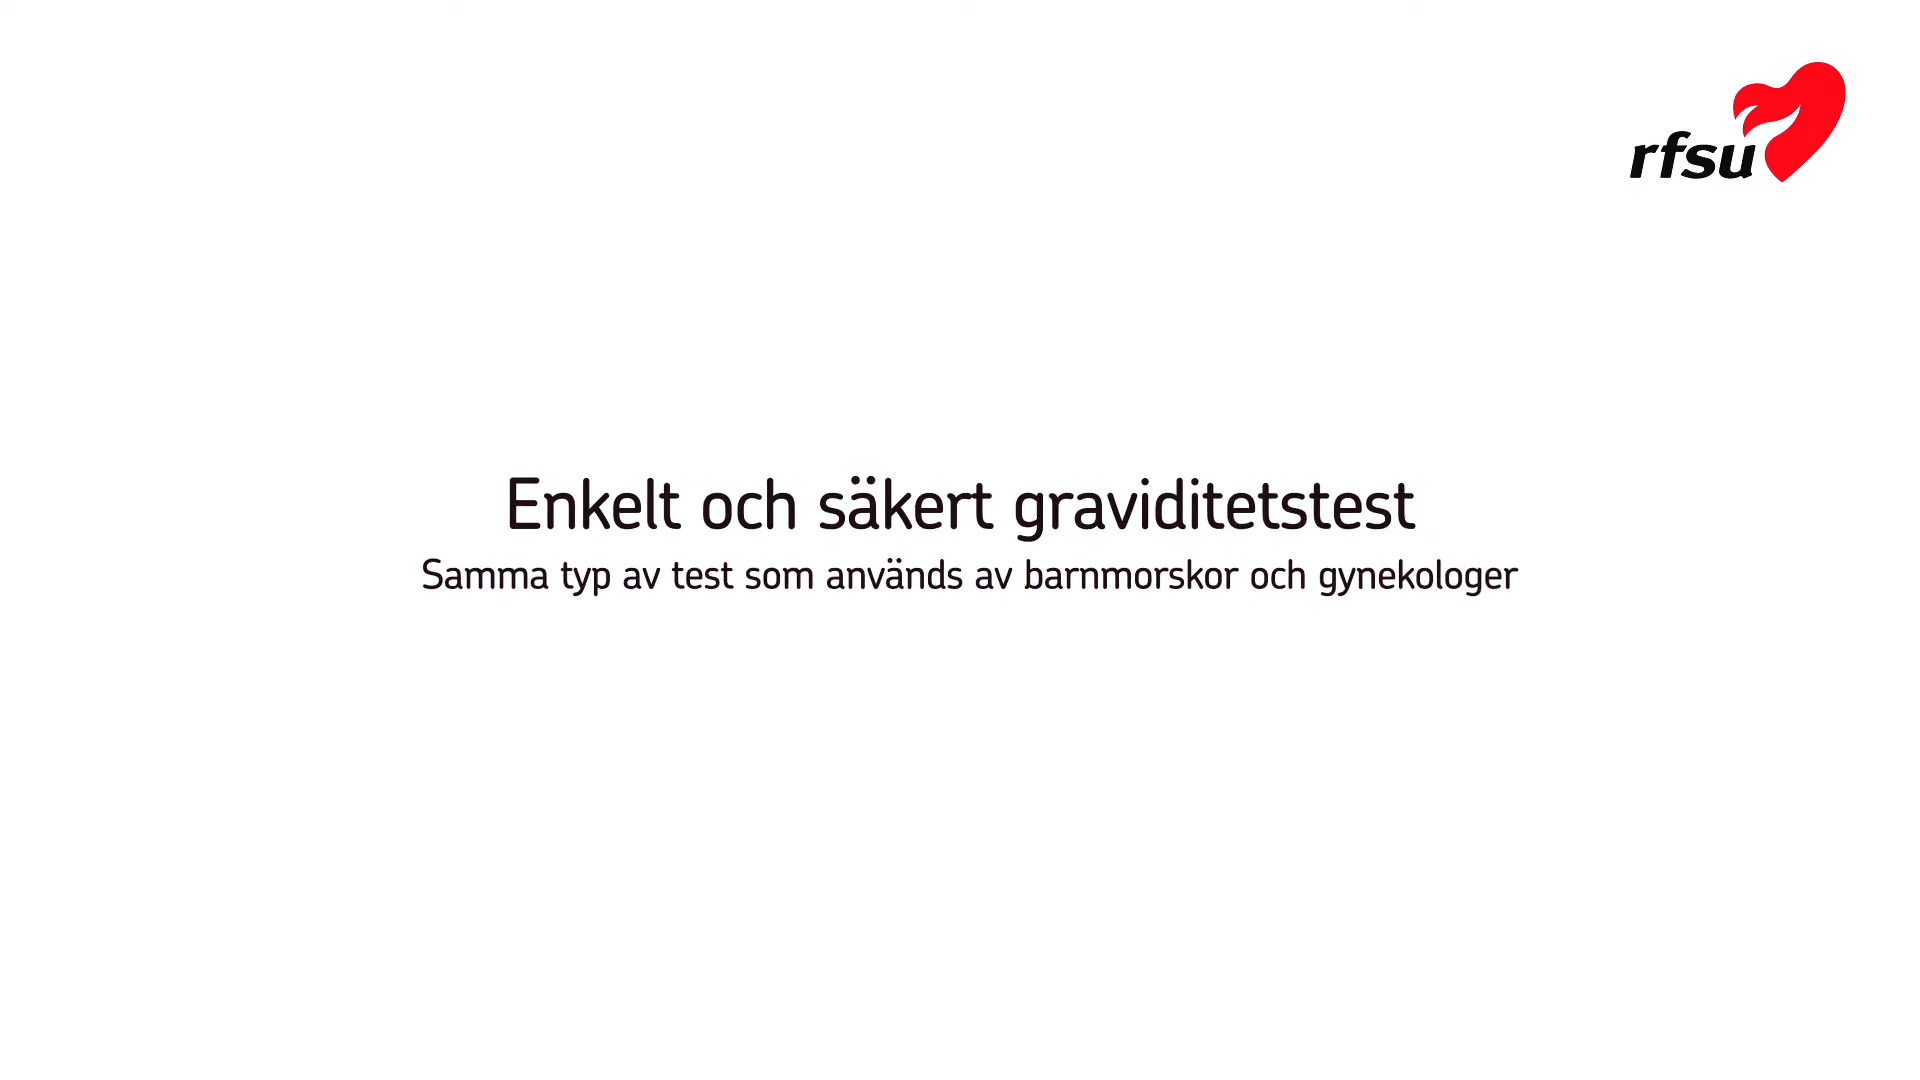 rfsu
Enkelt och säkert graviditetstest
Samma typ av test som används av barnmorskor och gynekologer